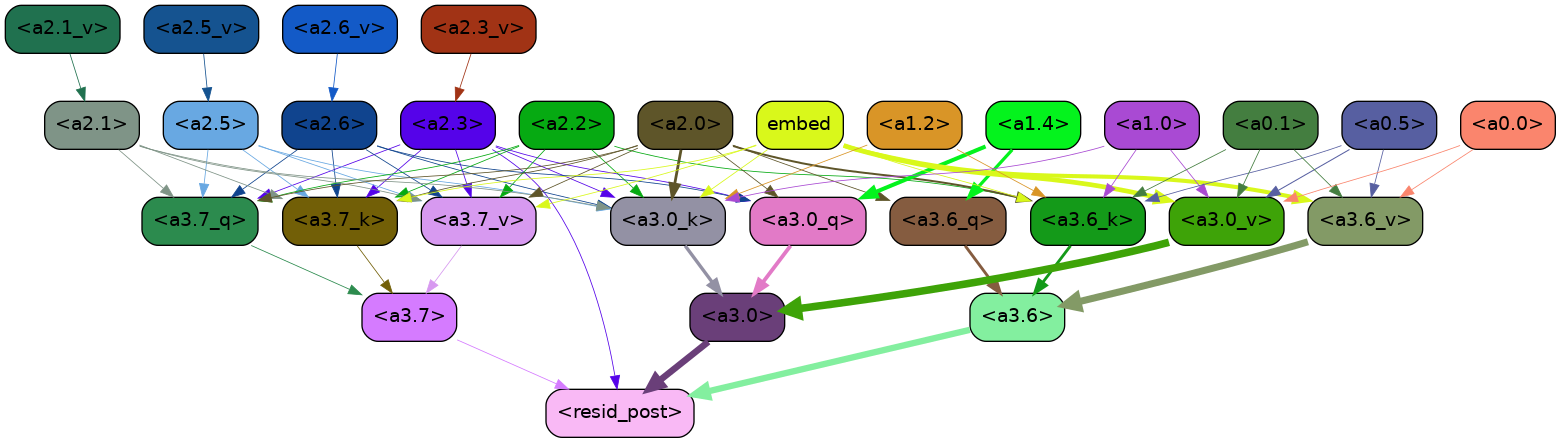 <a2.1_v> <a2.5_v> <a2.6_v> <a2.3_v>
<a2.1> <a2.5> <a2.6> <a2.3> <a2.2> <a2.0> embed <a1.2> <a1.4> <a1.0> <a0.1> <a0.5> <a0.0>
<a3.7_q> <a3.7_k> <a3.7_v> <a3.0_k> <a3.0_q> <a3.6_q> <a3.6_k> <a3.0_v> <a3.6_v>
<a3.7> <a3.0> <a3.6>
<resid_post>